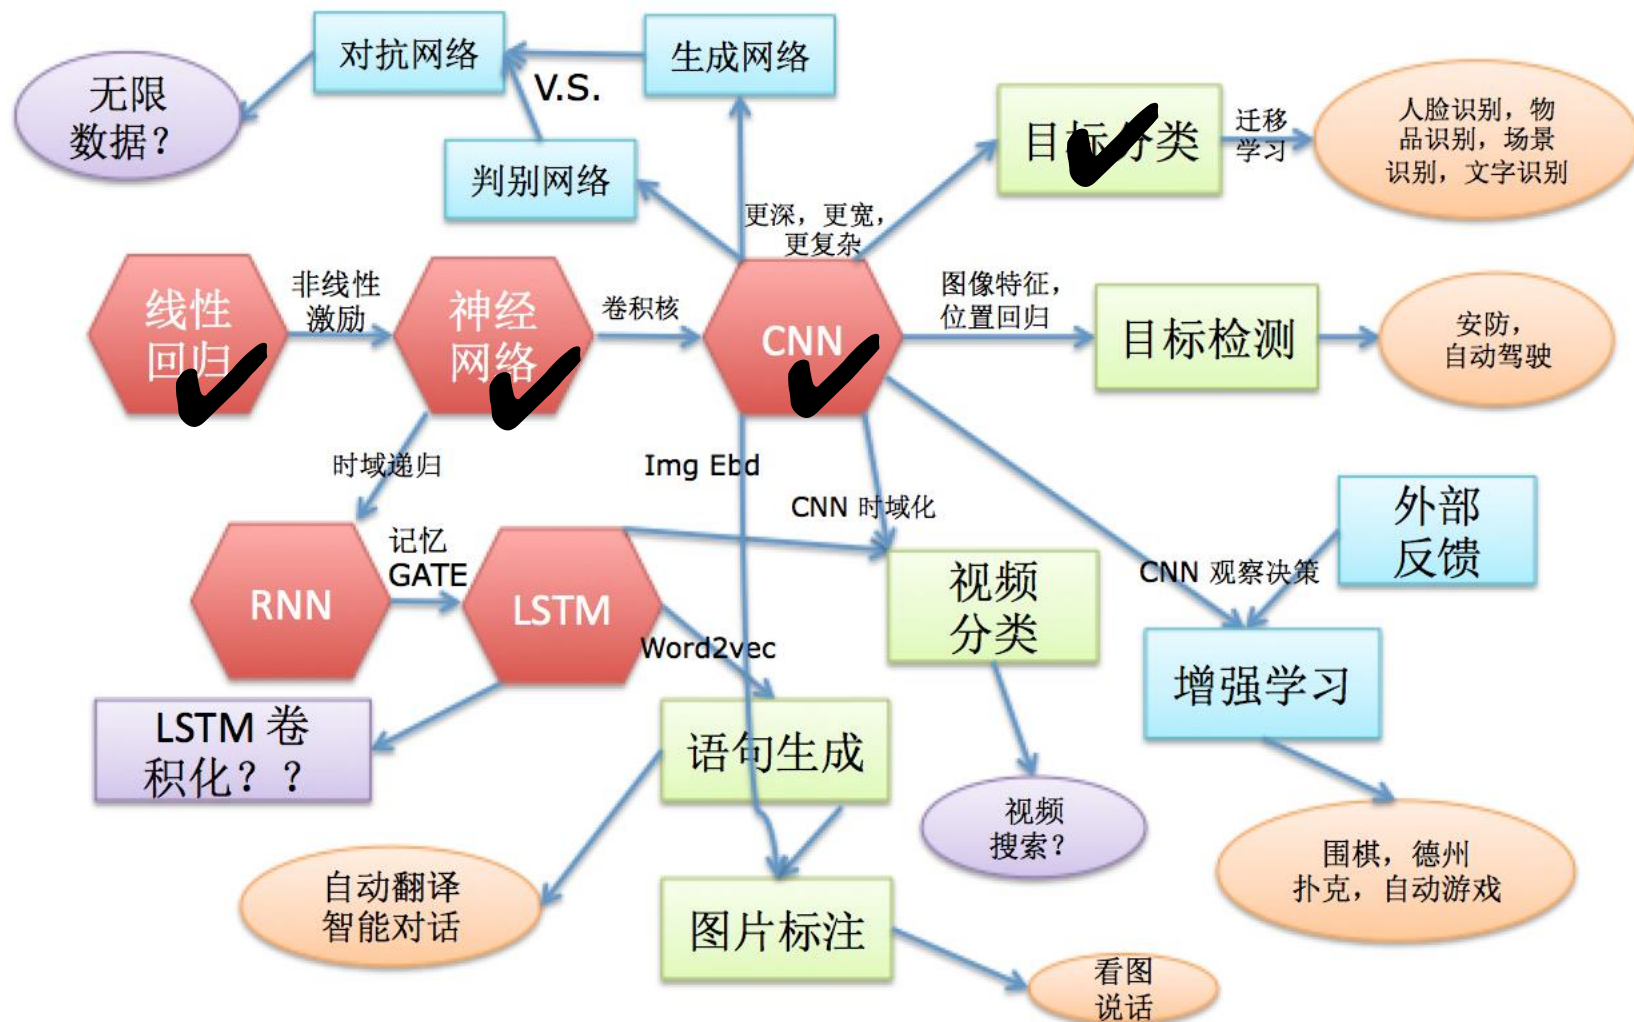 对抗网络
生成网络
V.S.
无限
数据？
判别网络
目标分类
迁移
学习
人脸识别，物
品识别，场景
识别，文字识别
更深，更宽，
更复杂
线性
回归
非线性
激励
神经
网络
卷积核
CNN
图像特征，
位置回归
目标检测
安防，
自动驾驶
时域递归
Img Ebd
CNN 时域化
外部
反馈
CNN 观察决策
RNN
记忆
GATE
LSTM
视频
分类
Word2vec
增强学习
LSTM 卷
积化？？
语句生成
视频
搜索？
围棋，德州
扑克，自动游戏
自动翻译
智能对话
图片标注
看图
说话